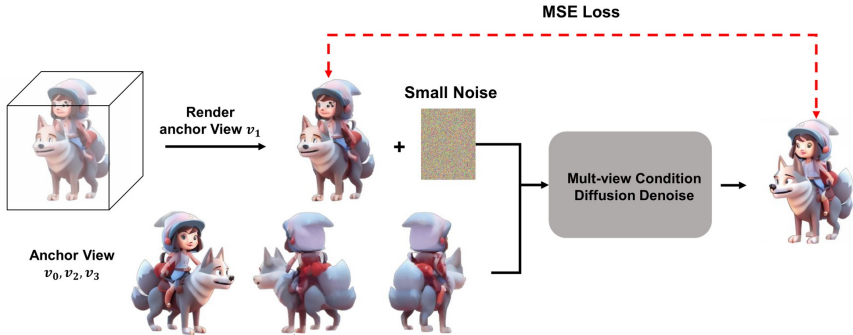 MSE Loss
Small Noise
Render
anchor View v₁
+
Mult-view Condition
Diffusion Denoise
Anchor View
v₀, v₂, v₃